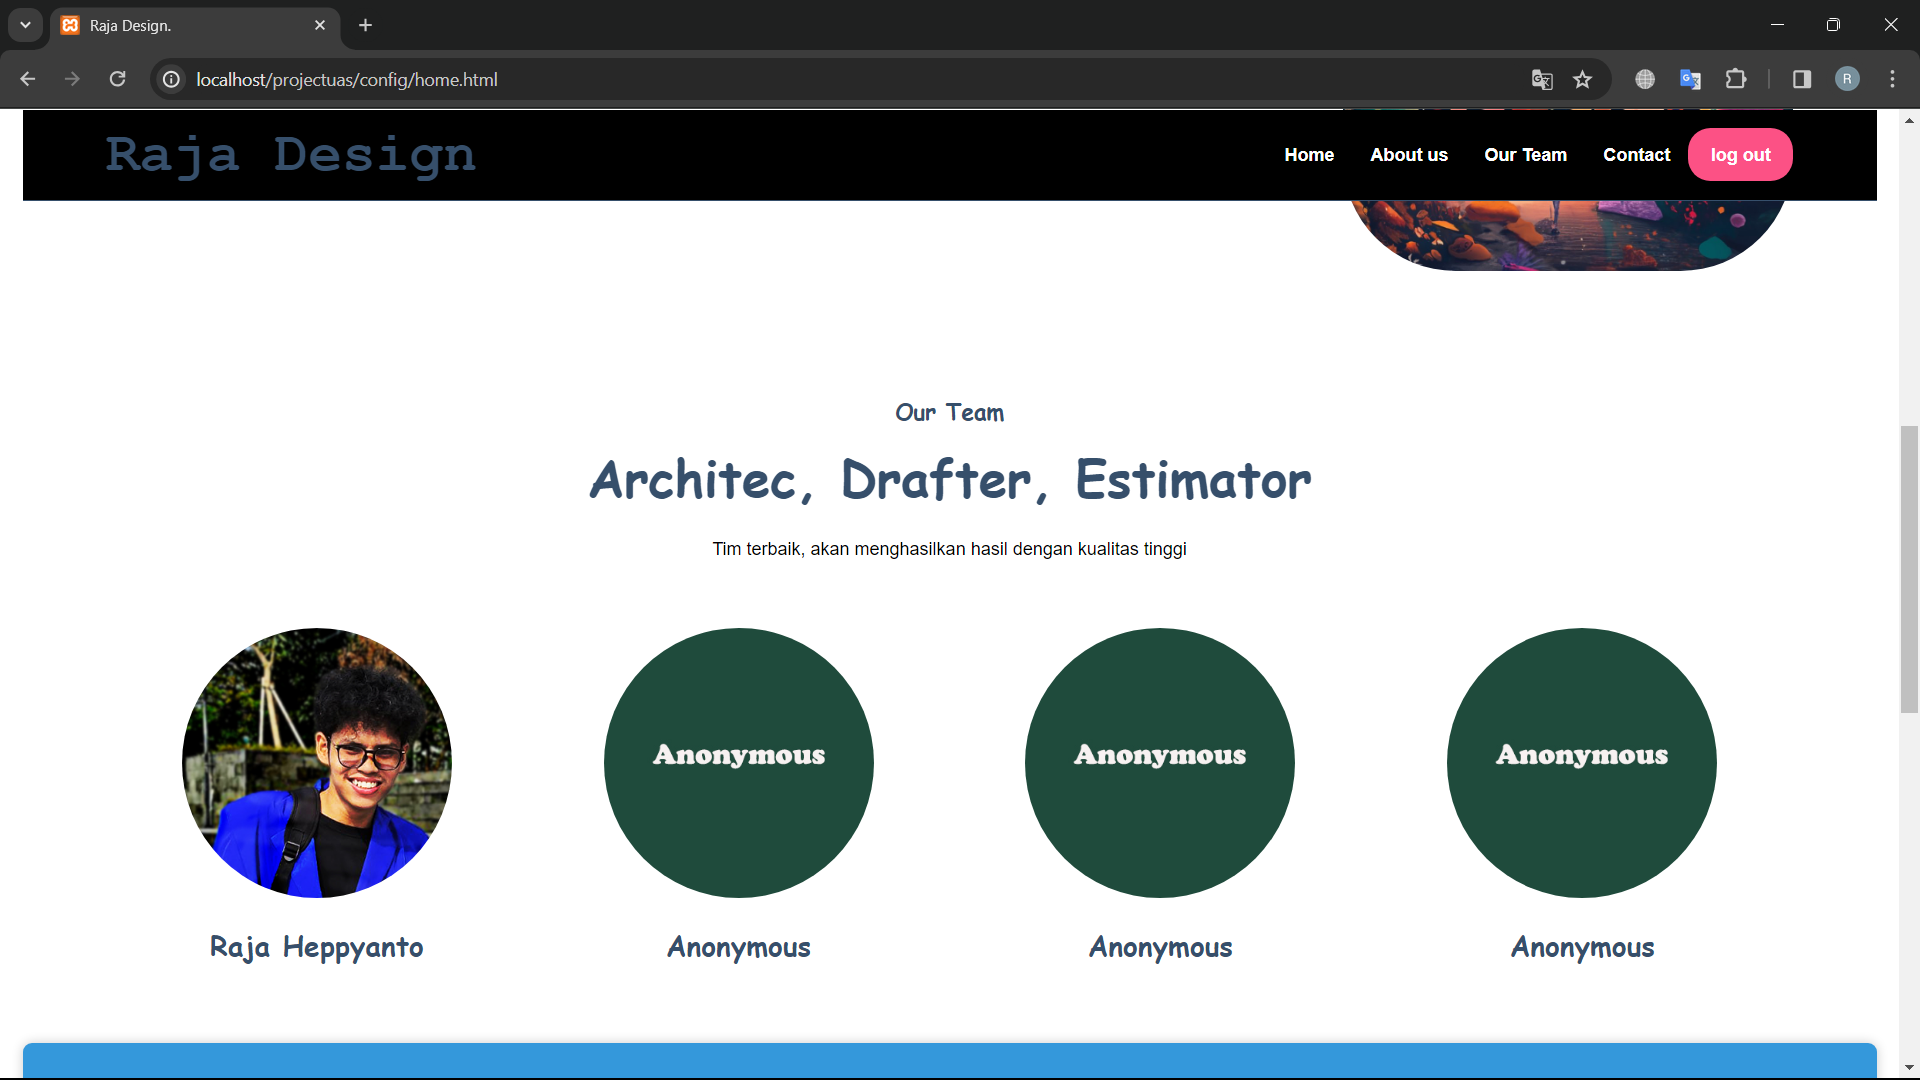 Raja Design.
localhost/projectuas/config/home.html
R
Raja Design
Home About us Our Team Contact log out
Our Team
Architec, Drafter, Estimator
Tim terbaik, akan menghasilkan hasil dengan kualitas tinggi
Anonymous Anonymous Anonymous
Raja Heppyanto Anonymous Anonymous Anonymous